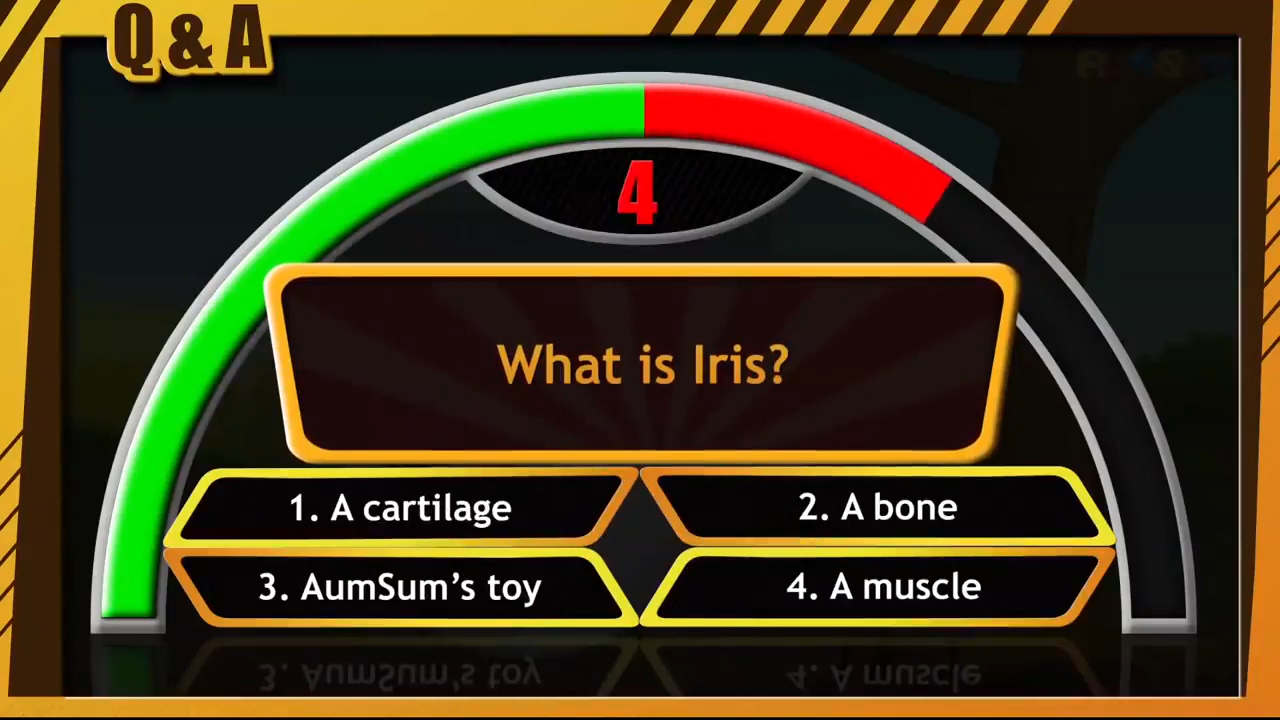 Q & A
4
What is Iris?
1. A cartilage
2. A bone
3. AumSum's toy
4. A muscle